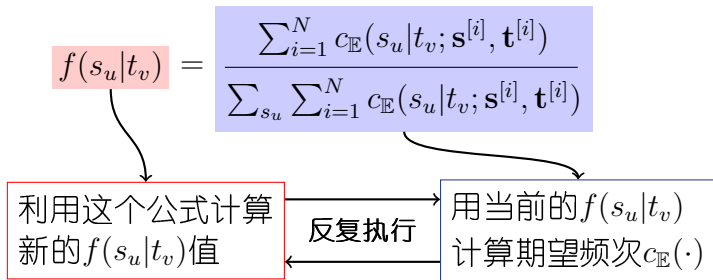 f(s_u|t_v) = \frac{\sum_{i=1}^{N} c_{\mathbb{E}}(s_u|t_v; \mathbf{s}^{[i]}, \mathbf{t}^{[i]})}{\sum_{s_u} \sum_{i=1}^{N} c_{\mathbb{E}}(s_u|t_v; \mathbf{s}^{[i]}, \mathbf{t}^{[i]})}
利用这个公式计算
新的f(s_u|t_v)值
反复执行
用当前的f(s_u|t_v)
计算期望频次c_{\mathbb{E}}(·)